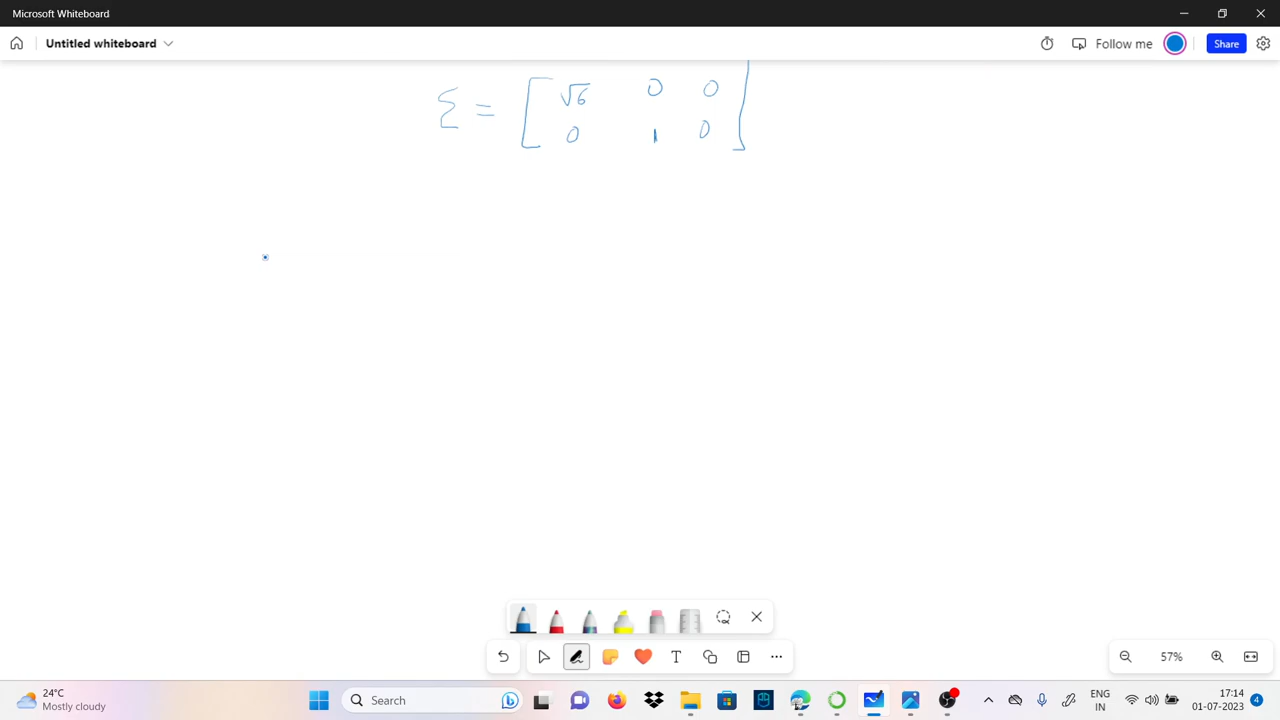 Microsoft Whiteboard
Untitled whiteboard
Follow me
Share
Σ = [ √6 0 0
0 1 0 ]
57%
24°C
Mostly cloudy
Search
ENG
IN
17:14
01-07-2023
4